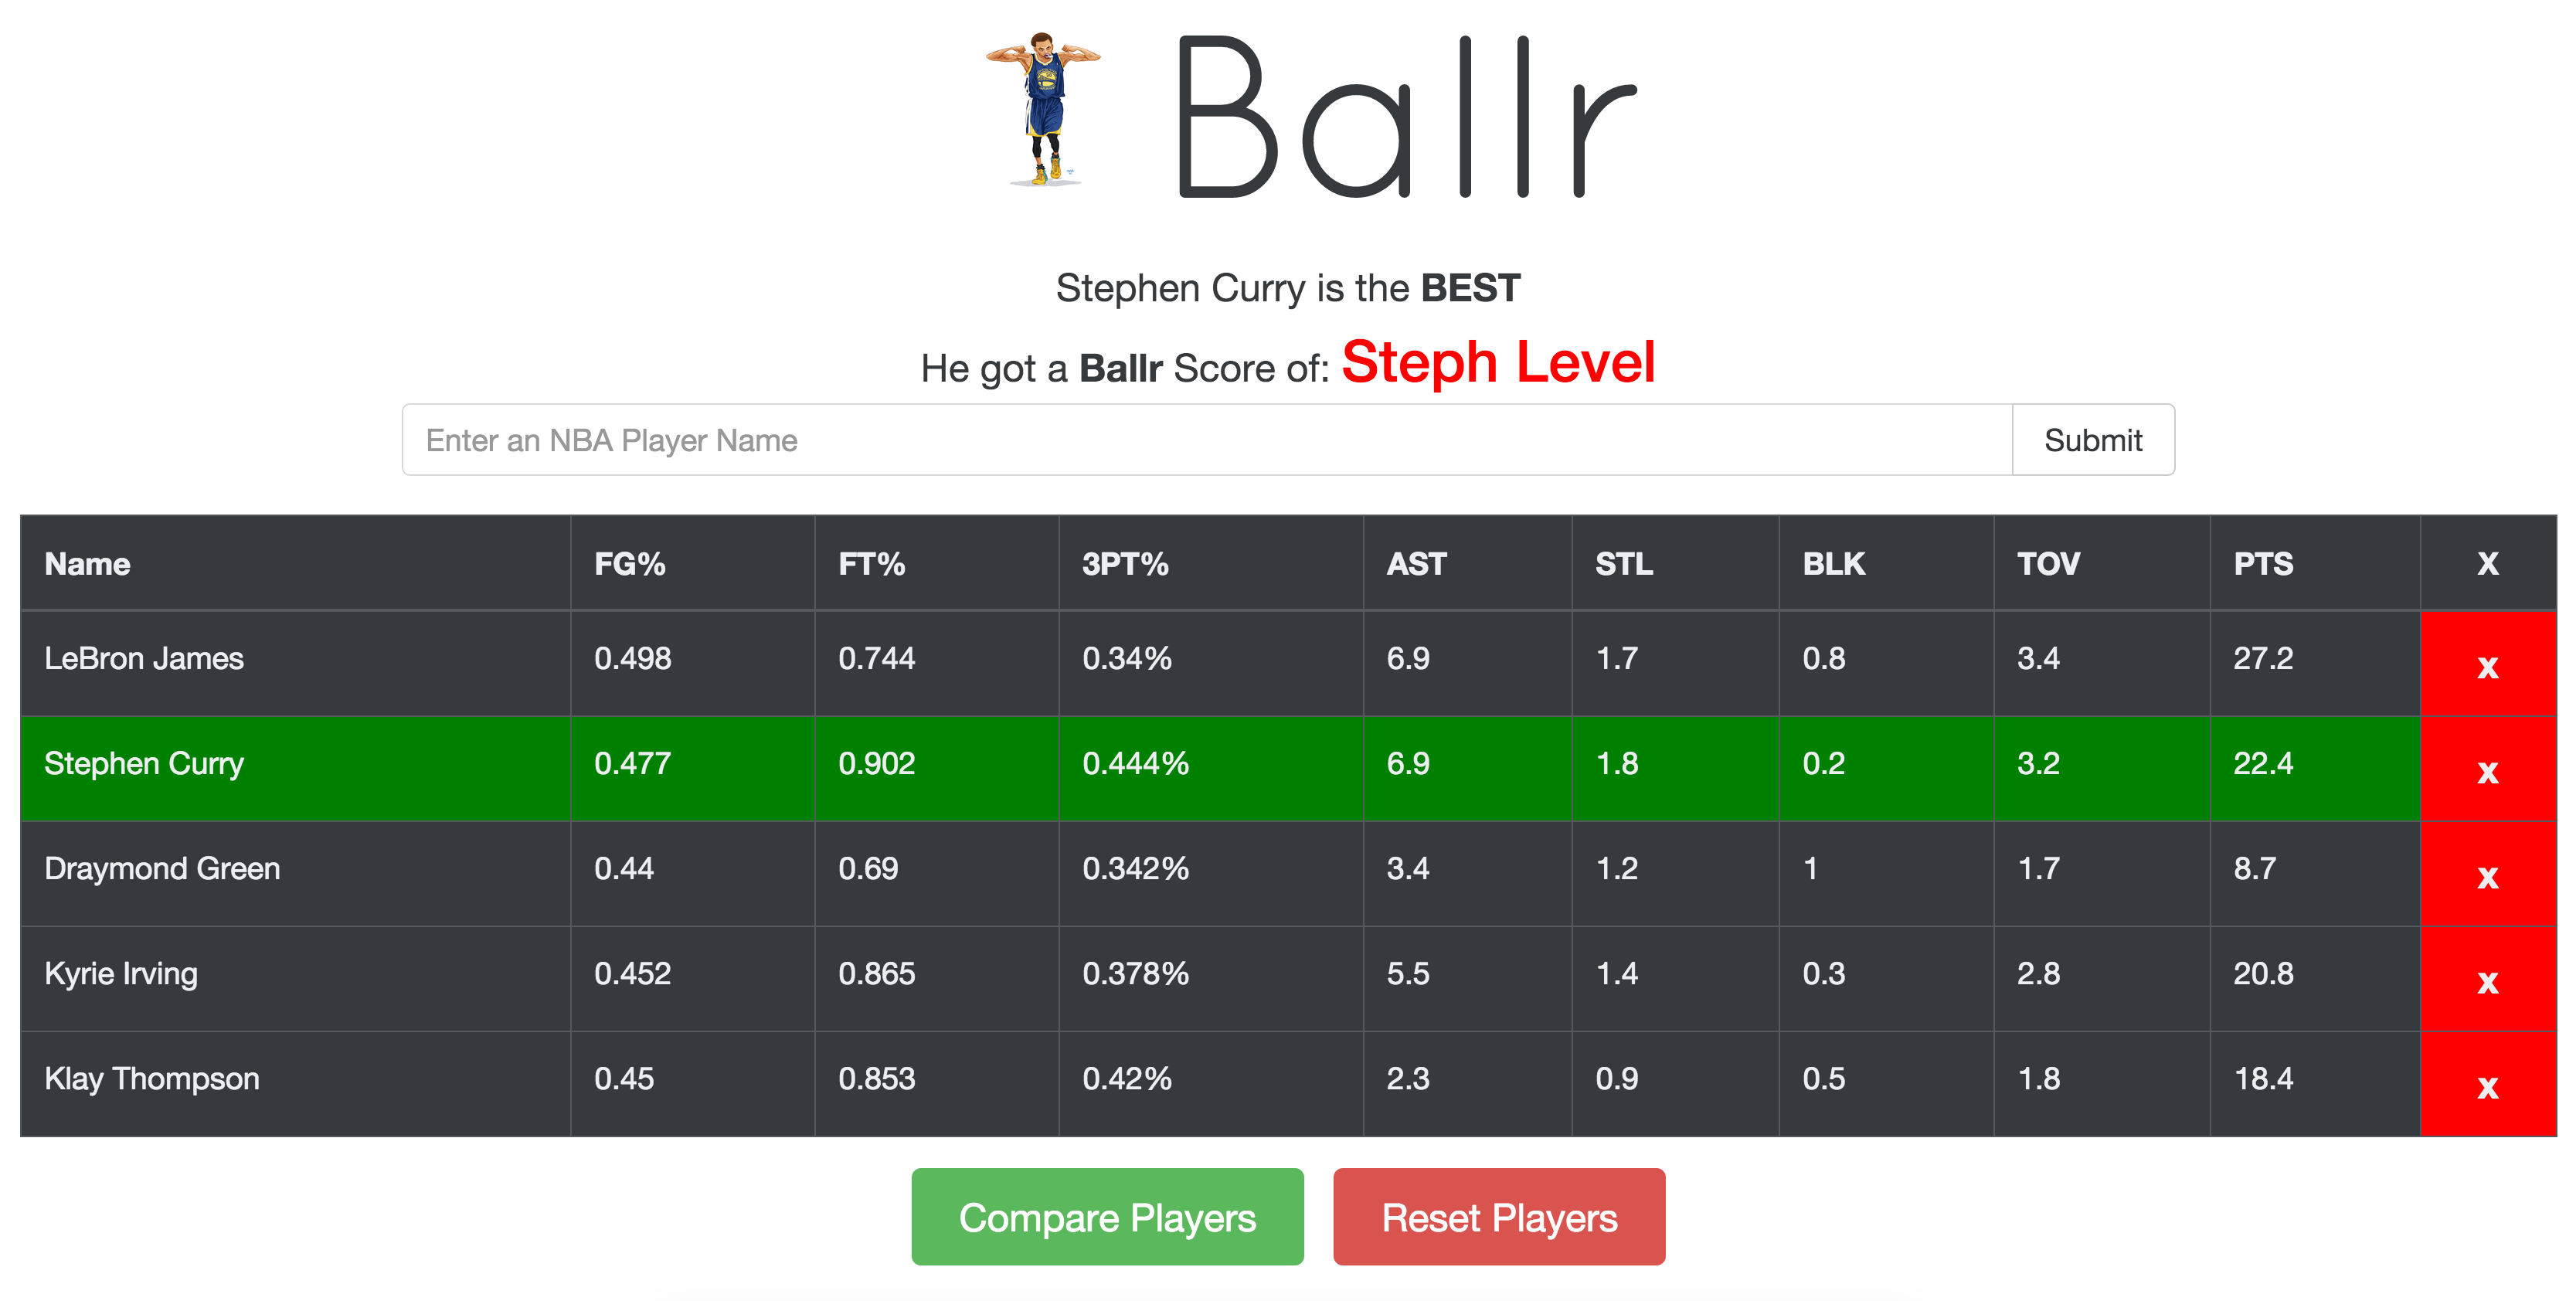 Ballr
Stephen Curry is the BEST
He got a Ballr Score of: Steph Level
Enter an NBA Player Name Submit
Name FG% FT% 3PT% AST STL BLK TOV PTS X
LeBron James 0.498 0.744 0.34% 6.9 1.7 0.8 3.4 27.2 x
Stephen Curry 0.477 0.902 0.444% 6.9 1.8 0.2 3.2 22.4 x
Draymond Green 0.44 0.69 0.342% 3.4 1.2 1 1.7 8.7 x
Kyrie Irving 0.452 0.865 0.378% 5.5 1.4 0.3 2.8 20.8 x
Klay Thompson 0.45 0.853 0.42% 2.3 0.9 0.5 1.8 18.4 x
Compare Players Reset Players